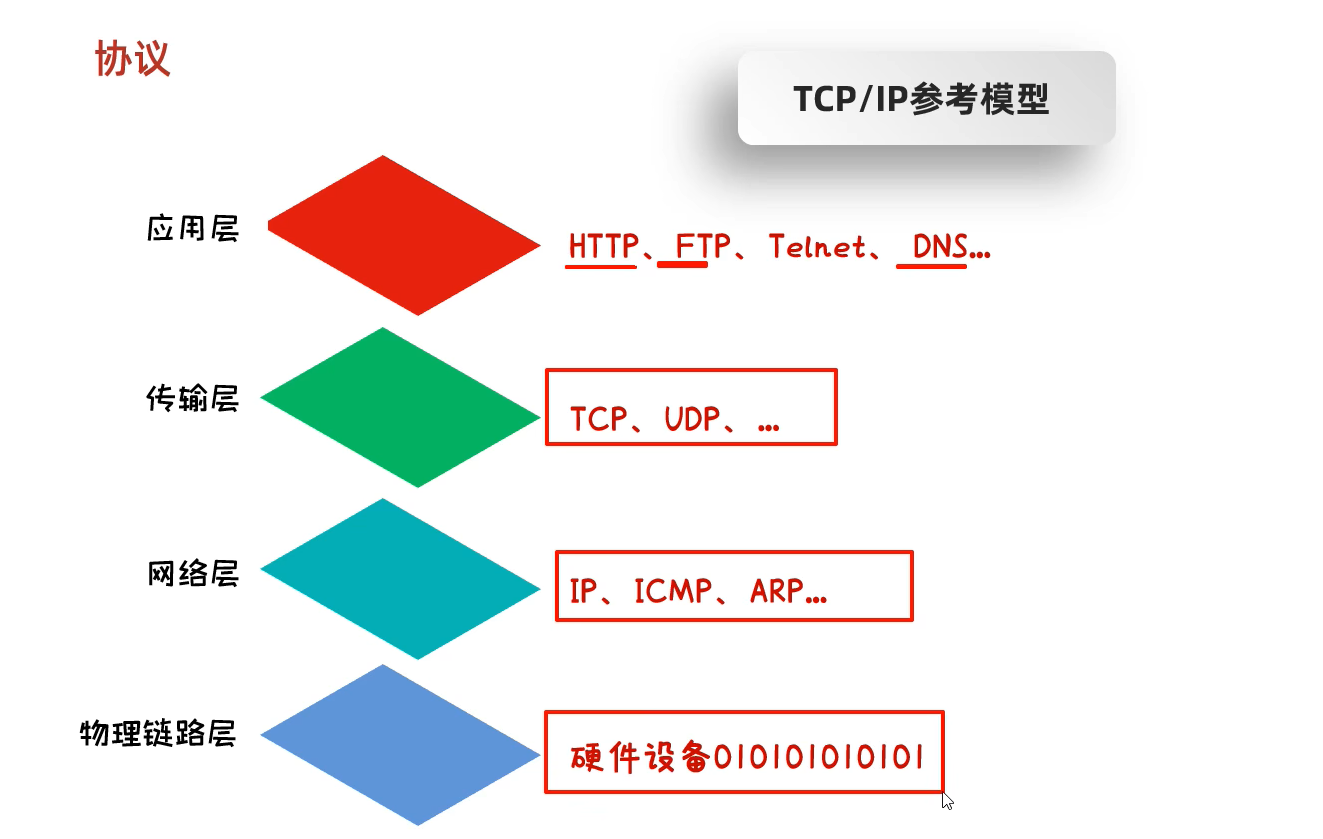 协议
TCP/IP参考模型
应用层
HTTP、FTP、Telnet、DNS...
传输层
TCP、UDP、...
网络层
IP、ICMP、ARP...
物理链路层
硬件设备010101010101